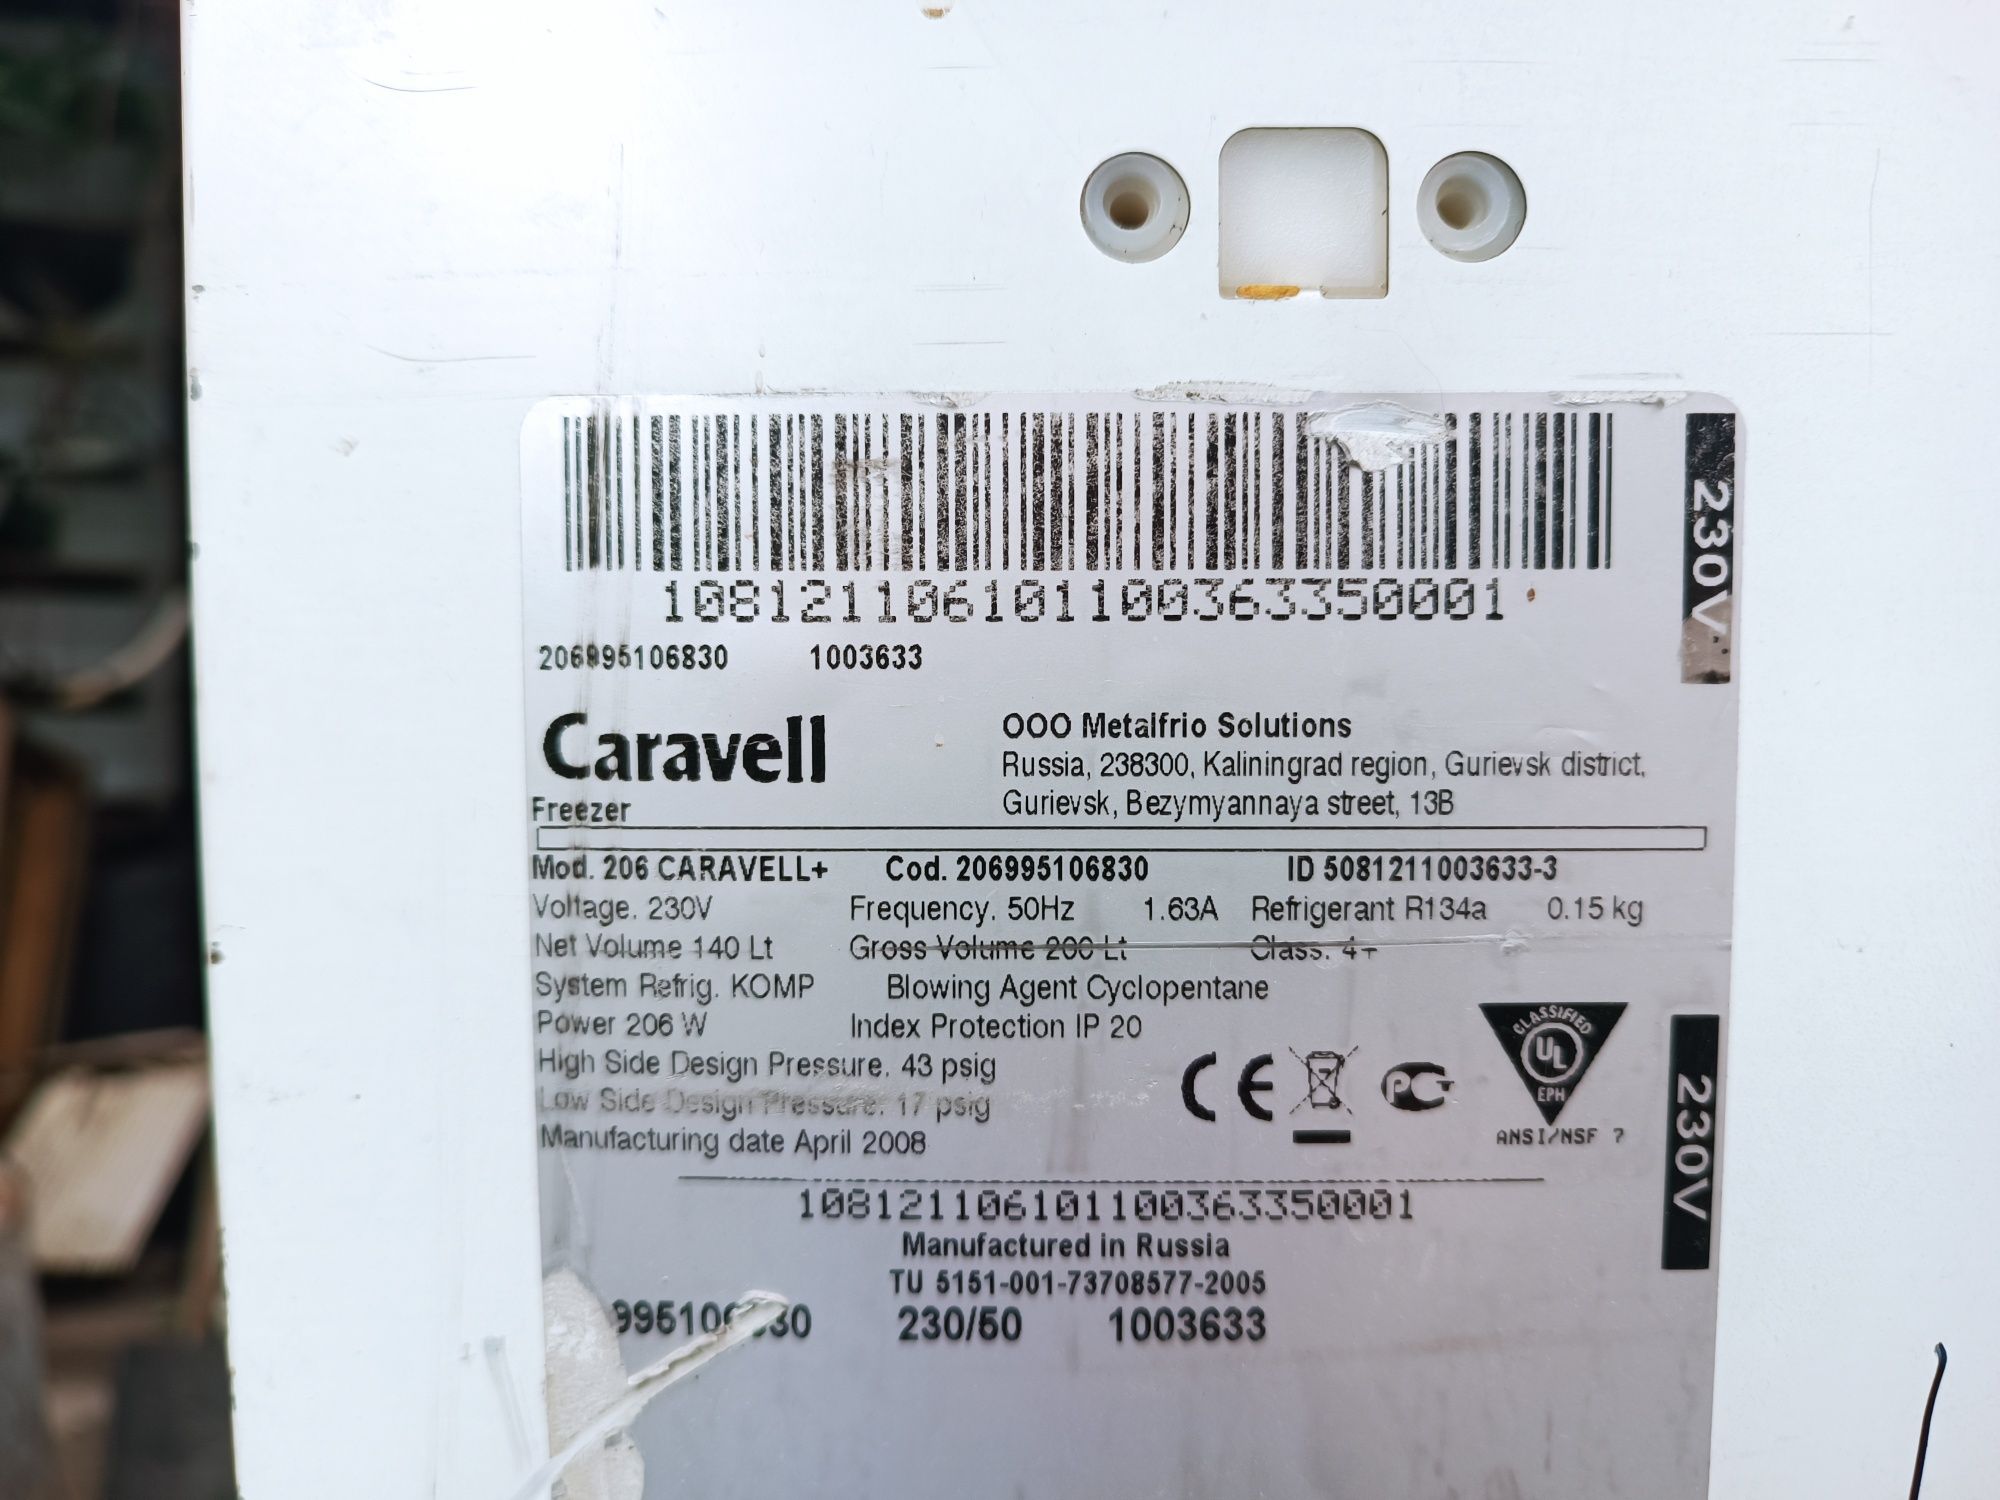 108121106101100363350001
230V
206995106830 1003633
Caravell
Freezer
OOO Metalfrio Solutions
Russia, 238300, Kaliningrad region, Gurievsk district,
Gurievsk, Bezymyannaya street, 13B
Mod. 206 CARAVELL+ Cod. 206995106830 ID 5081211003633-3
Voltage. 230V Frequency. 50Hz 1.63A Refrigerant R134a 0.15 kg
Net Volume 140 Lt Gross Volume 200 Lt Class. 4+
System Refrig. KOMP Blowing Agent Cyclopentane
Power 206 W Index Protection IP 20
High Side Design Pressure. 43 psig
Low Side Design Pressure. 17 psig
Manufacturing date April 2008
CE
PCT
CLASSIFIED
UL
EPH
ANSI/NSF 7
230V
108121106101100363350001
Manufactured in Russia
TU 5151-001-73708577-2005
230/50 1003633